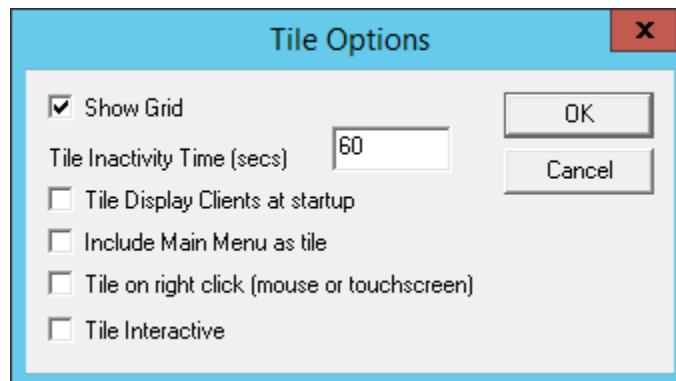 Tile Options
x
Show Grid
OK
Tile Inactivity Time (secs) 60
Cancel
Tile Display Clients at startup
Include Main Menu as tile
Tile on right click (mouse or touchscreen)
Tile Interactive